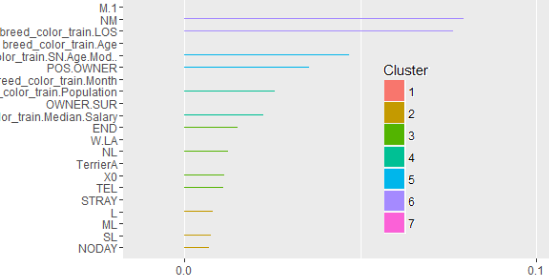 M.1
NM
breed_color_train.LOS
breed_color_train.Age
olor_train.SN.Age.Mod..
POS.OWNER
reed_color_train.Month
_color_train.Population
OWNER.SUR
olor_train.Median.Salary
END
W.LA
NL
TerrierA
X0
TEL
STRAY
L
ML
SL
NODAY
Cluster
1
2
3
4
5
6
7
0.0
0.1